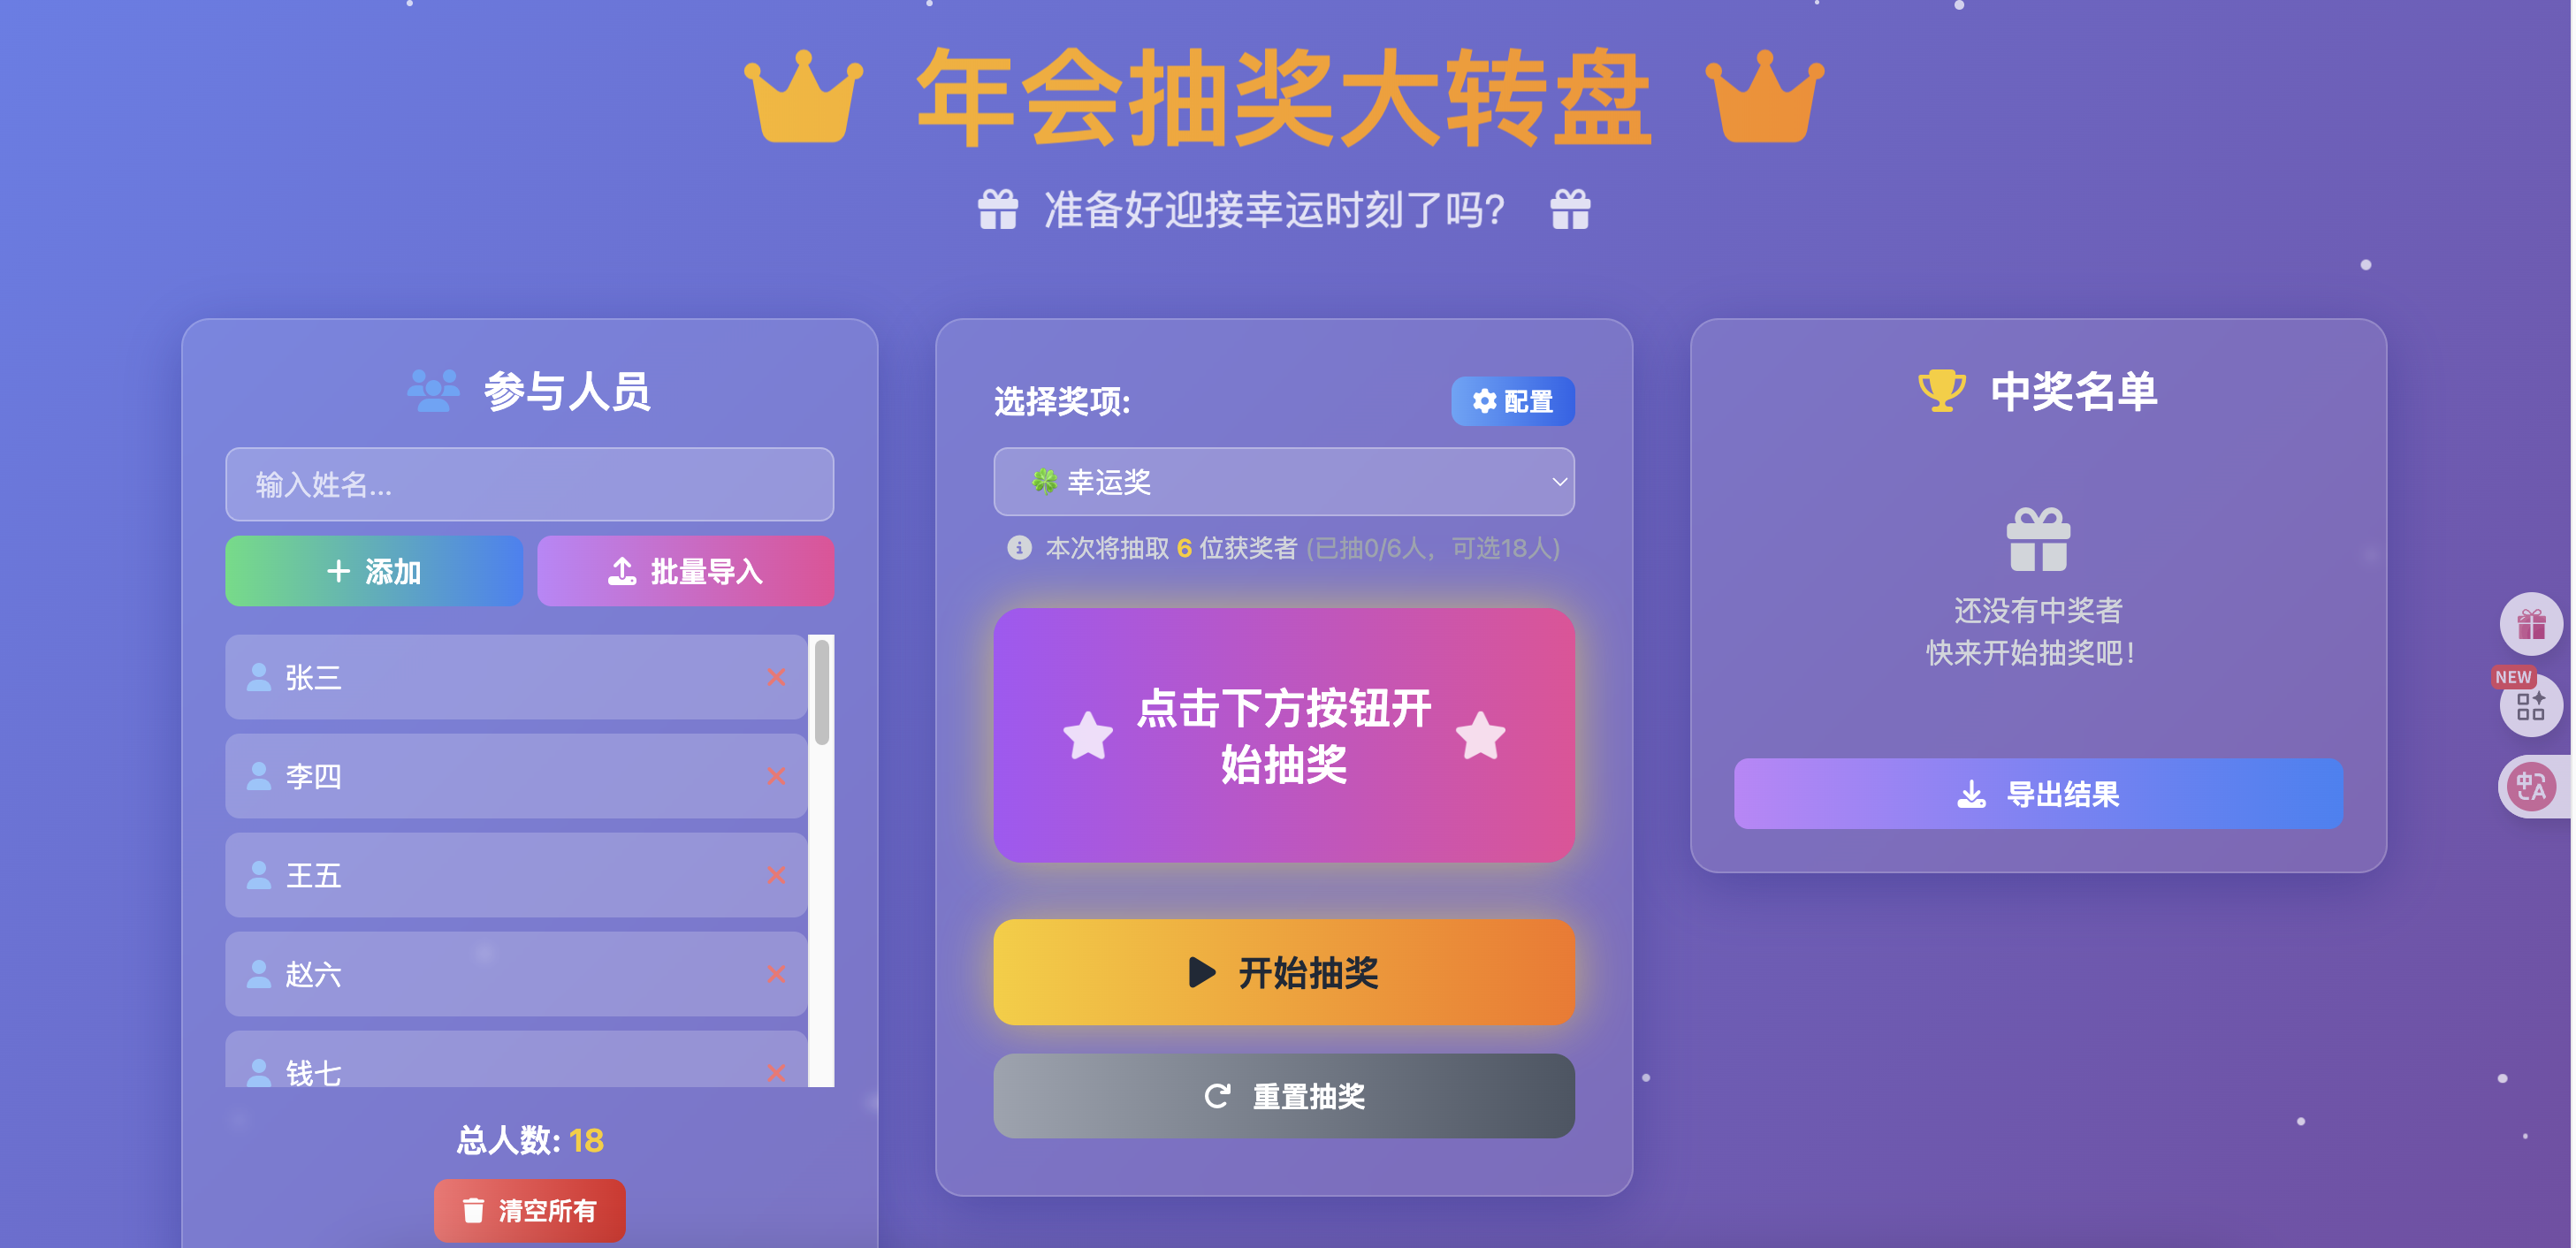 年会抽奖大转盘
准备好迎接幸运时刻了吗?
参与人员
输入姓名...
添加
批量导入
张三
李四
王五
赵六
钱七
总人数: 18
清空所有
选择奖项:
配置
幸运奖
本次将抽取 6 位获奖者 (已抽0/6人，可选18人)
点击下方按钮开
始抽奖
开始抽奖
重置抽奖
中奖名单
还没有中奖者
快来开始抽奖吧！
导出结果
NEW
中A